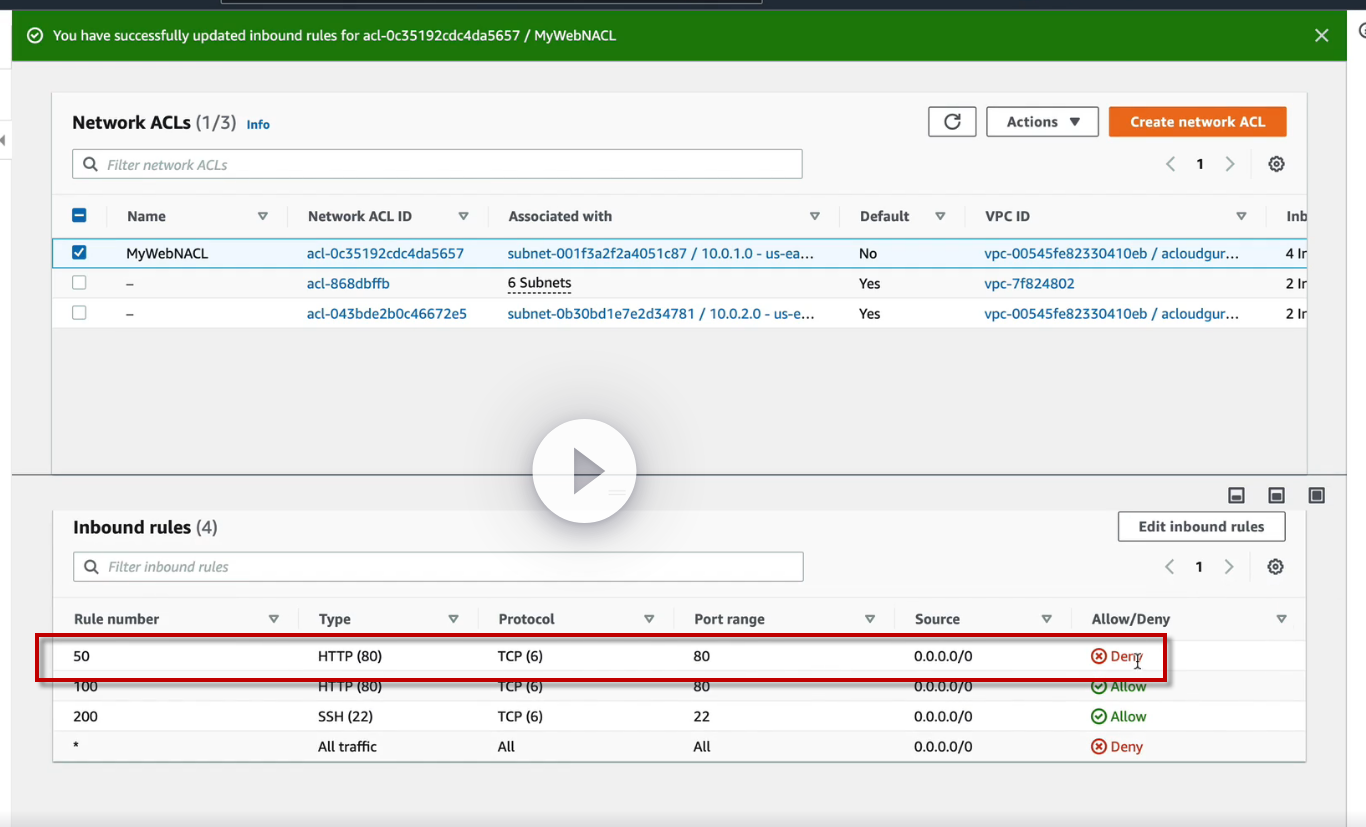 You have successfully updated inbound rules for acl-0c35192cdc4da5657 / MyWebNACL
Network ACLs (1/3) Info
Actions
Create network ACL
Filter network ACLs
1
Name Network ACL ID Associated with Default VPC ID Inb
MyWebNACL acl-0c35192cdc4da5657 subnet-001f3a2f2a4051c87 / 10.0.1.0 - us-ea... No vpc-00545fe82330410eb / acloudgur... 4 In
– acl-868dbffb 6 Subnets Yes vpc-7f824802 2 In
– acl-043bde2b0c46672e5 subnet-0b30bd1e7e2d34781 / 10.0.2.0 - us-e... Yes vpc-00545fe82330410eb / acloudgur... 2 In
Inbound rules (4)
Edit inbound rules
Filter inbound rules
1
Rule number Type Protocol Port range Source Allow/Deny
50 HTTP (80) TCP (6) 80 0.0.0.0/0 Deny
100 HTTP (80) TCP (6) 80 0.0.0.0/0 Allow
200 SSH (22) TCP (6) 22 0.0.0.0/0 Allow
* All traffic All All 0.0.0.0/0 Deny